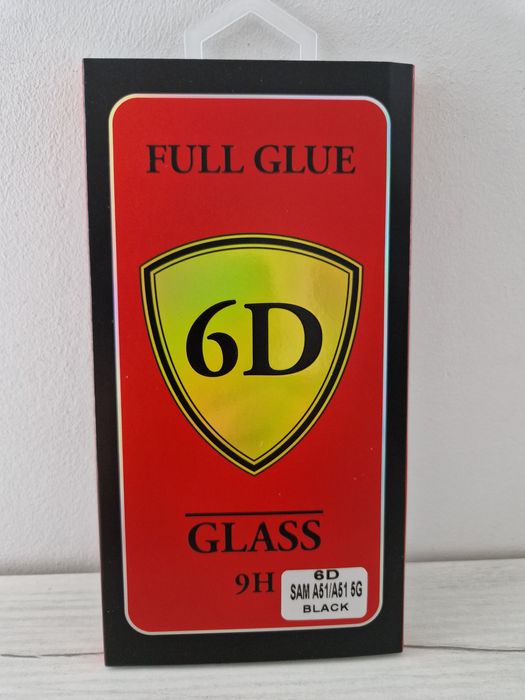 FULL GLUE
6D
GLASS
9H
6D
SAM A51/A51 5G
BLACK